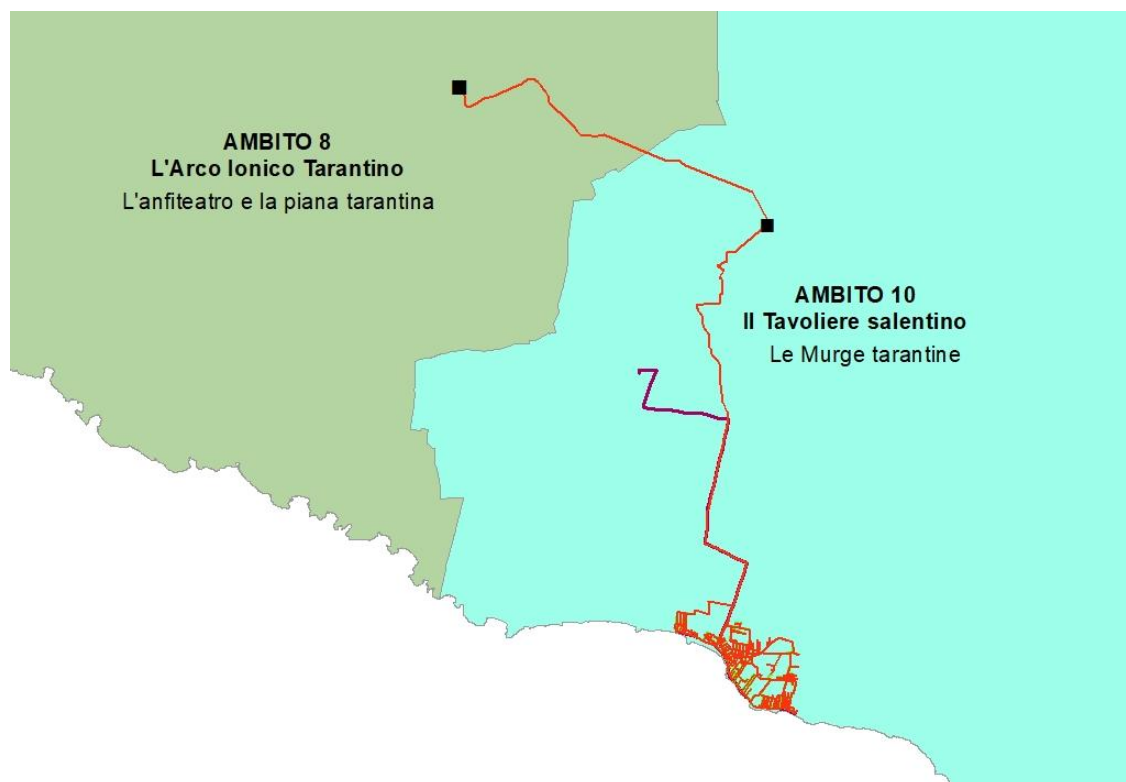 AMBITO 8
L'Arco Ionico Tarantino
L'anfiteatro e la piana tarantina
AMBITO 10
Il Tavoliere salentino
Le Murge tarantine